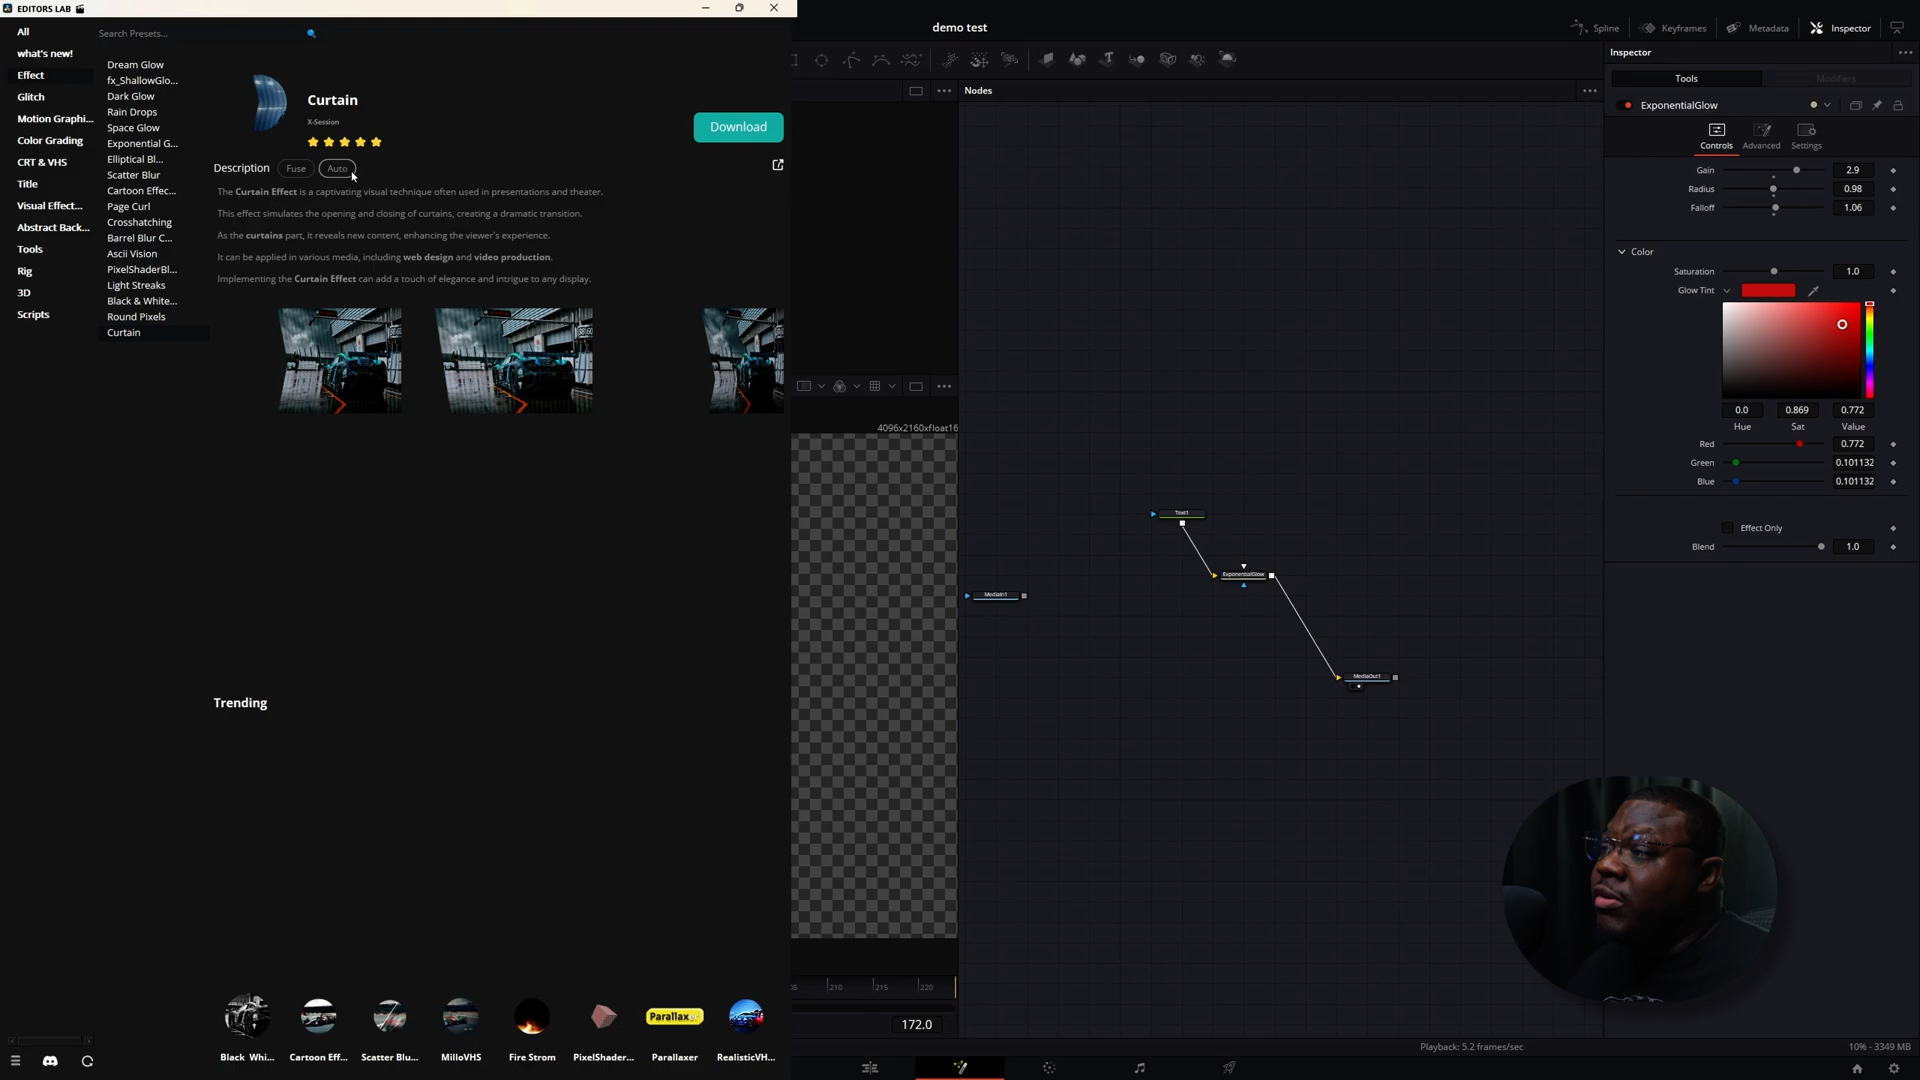 EDITORS LAB
All
what's new!
Effect
Glitch
Motion Graphi...
Color Grading
CRT & VHS
Title
Visual Effect...
Abstract Back...
Tools
Rig
3D
Scripts
Search Presets...
Dream Glow
fx_ShallowGlo...
Dark Glow
Rain Drops
Space Glow
Exponential G...
Elliptical Bl...
Scatter Blur
Cartoon Effec...
Page Curl
Crosshatching
Barrel Blur C...
Ascii Vision
PixelShaderBl...
Light Streaks
Black & White...
Round Pixels
Curtain
Curtain
X-Session
Download
Description Fuse Auto
The Curtain Effect is a captivating visual technique often used in presentations and theater.
This effect simulates the opening and closing of curtains, creating a dramatic transition.
As the curtains part, it reveals new content, enhancing the viewer's experience.
It can be applied in various media, including web design and video production.
Implementing the Curtain Effect can add a touch of elegance and intrigue to any display.
Trending
Black Whi...
Cartoon Eff...
Scatter Blu...
MilloVHS
Fire Strom
PixelShader...
Parallaxer
Parallaxer
RealisticVH...
demo test
Spline
Keyframes
Metadata
Inspector
Nodes
4096x2160xfloat16
Text1
ExponentialGlow
MediaIn1
MediaOut1
210
215
220
172.0
Playback: 5.2 frames/sec
10% - 3349 MB
Inspector
Tools
Modifiers
ExponentialGlow
Controls
Advanced
Settings
Gain 2.9
Radius 0.98
Falloff 1.06
Color
Saturation 1.0
Glow Tint
0.0 0.869 0.772
Hue Sat Value
Red 0.772
Green 0.101132
Blue 0.101132
Effect Only
Blend 1.0